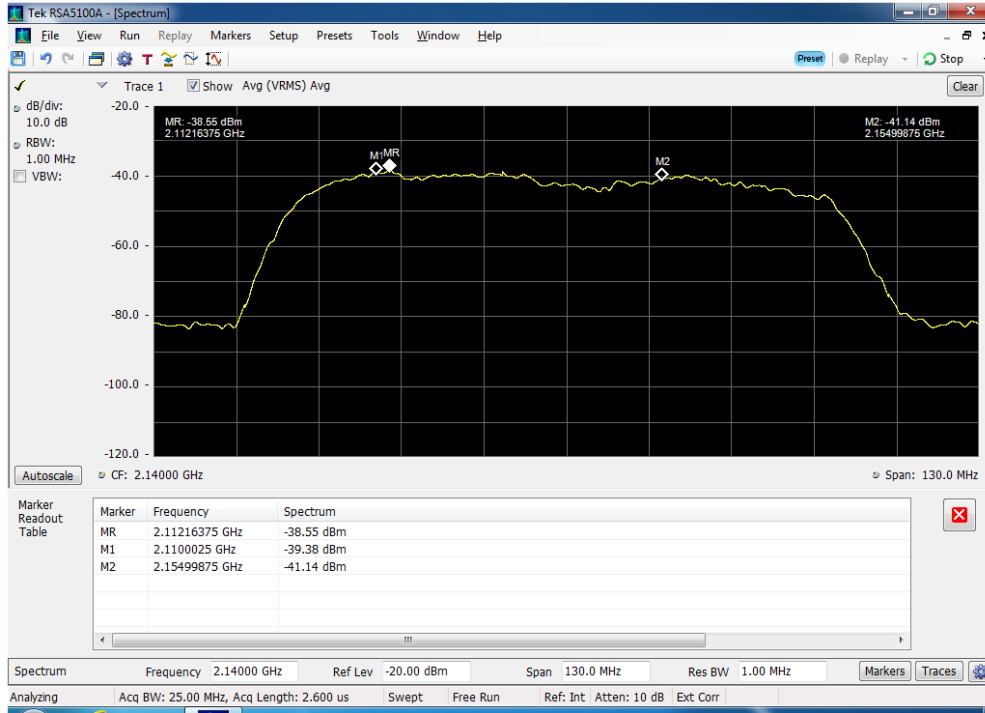 Tek RSA5100A - [Spectrum]
File View Run Replay Markers Setup Presets Tools Window Help
T Preset Replay Stop
Trace 1 Show Avg (VRMS) Avg Clear
dB/div:
10.0 dB
RBW:
1.00 MHz
VBW:
-20.0
MR: -38.55 dBm
2.11216375 GHz
M2: -41.14 dBm
2.15499875 GHz
M1 MR M2
-40.0
-60.0
-80.0
-100.0
-120.0
Autoscale CF: 2.14000 GHz Span: 130.0 MHz
Marker
Readout
Table
Marker Frequency Spectrum
MR 2.11216375 GHz -38.55 dBm
M1 2.1100025 GHz -39.38 dBm
M2 2.15499875 GHz -41.14 dBm
Spectrum Frequency 2.14000 GHz Ref Lev -20.00 dBm Span 130.0 MHz Res BW 1.00 MHz Markers Traces
Analyzing Acq BW: 25.00 MHz, Acq Length: 2.600 us Swept Free Run Ref: Int Atten: 10 dB Ext Corr